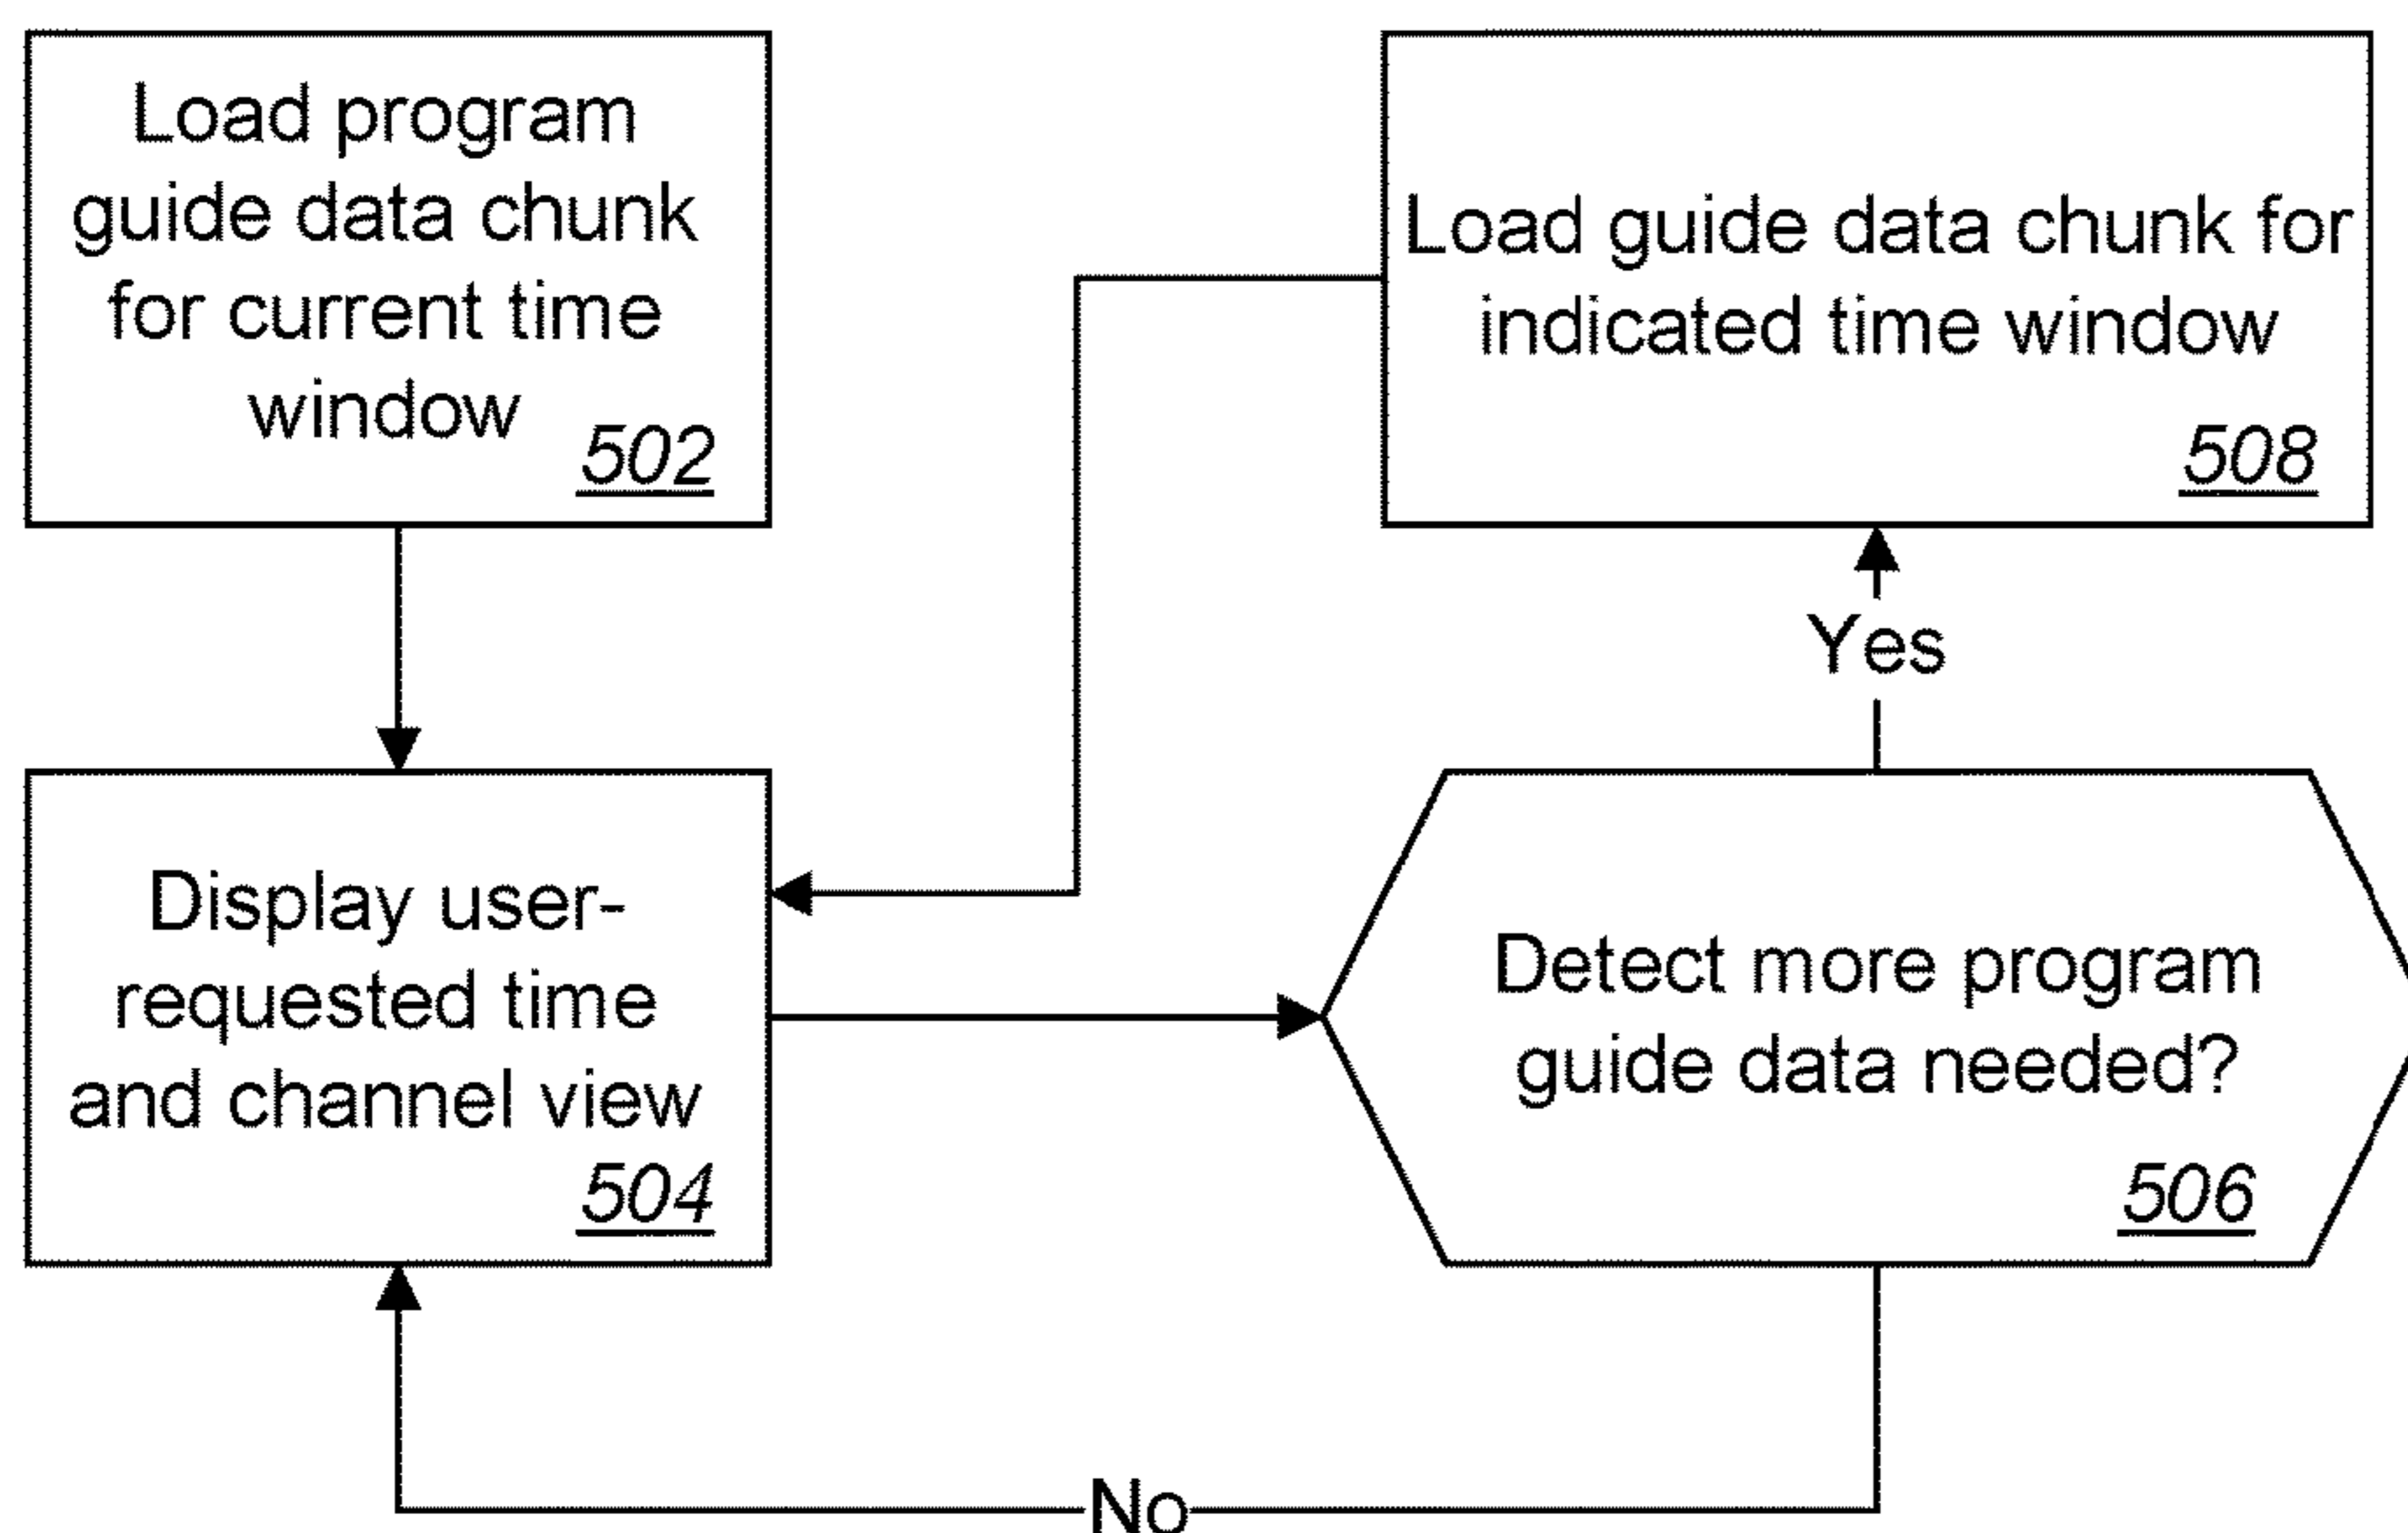 Load program
guide data chunk
for current time
window
502
Load guide data chunk for
indicated time window
508
Yes
Display user-
requested time
and channel view
504
Detect more program
guide data needed?
506
No